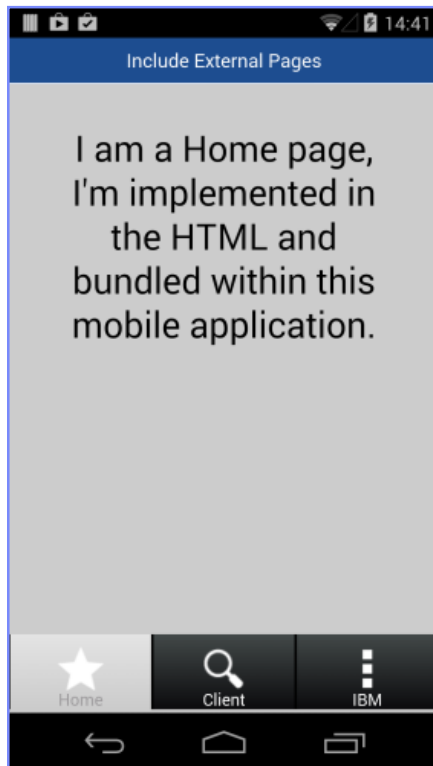 14:41
Include External Pages
I am a Home page,
I'm implemented in
the HTML and
bundled within this
mobile application.
Home Client IBM